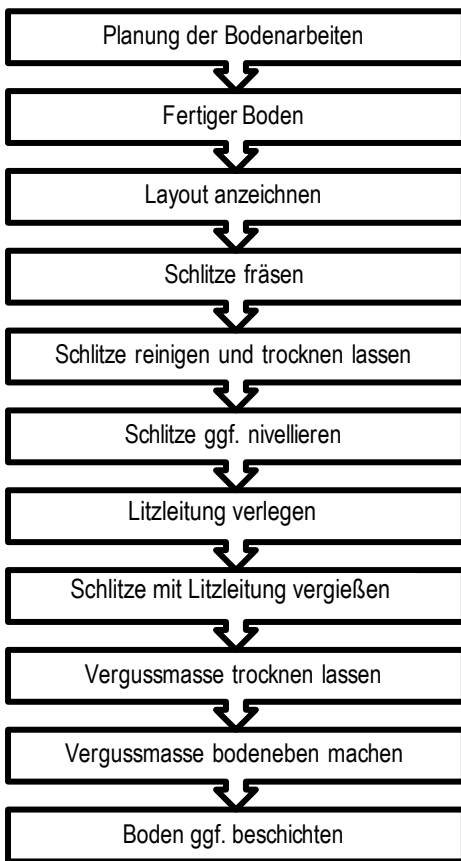 Planung der Bodenarbeiten
Fertiger Boden
Layout anzeichnen
Schlitze fräsen
Schlitze reinigen und trocknen lassen
Schlitze ggf. nivellieren
Litzleitung verlegen
Schlitze mit Litzleitung vergießen
Vergussmasse trocknen lassen
Vergussmasse bodeneben machen
Boden ggf. beschichten